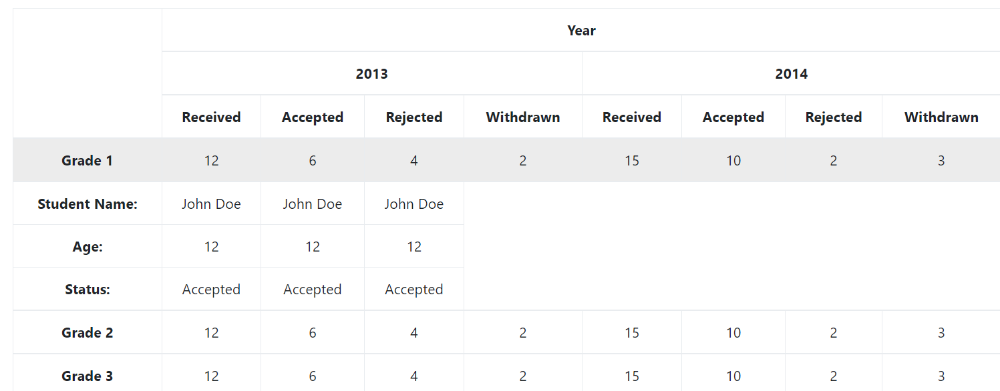 Year
2013 2014
Received Accepted Rejected Withdrawn Received Accepted Rejected Withdrawn
Grade 1 12 6 4 2 15 10 2 3
Student Name: John Doe John Doe John Doe
Age: 12 12 12
Status: Accepted Accepted Accepted
Grade 2 12 6 4 2 15 10 2 3
Grade 3 12 6 4 2 15 10 2 3